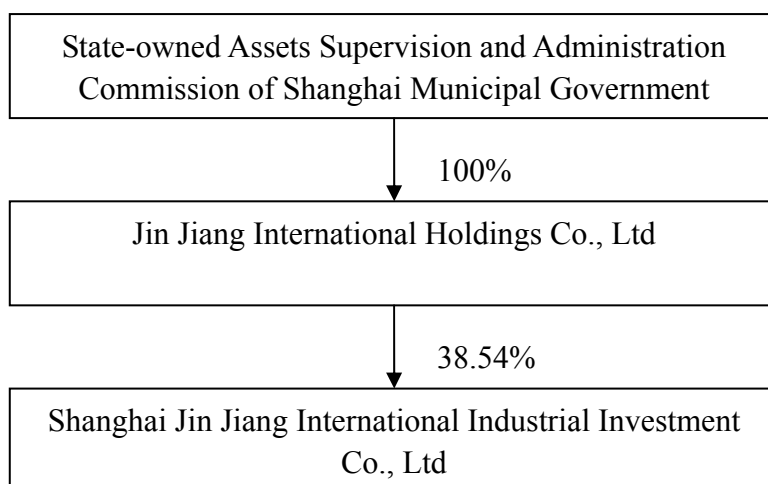 State-owned Assets Supervision and Administration
Commission of Shanghai Municipal Government
100%
Jin Jiang International Holdings Co., Ltd
38.54%
Shanghai Jin Jiang International Industrial Investment
Co., Ltd